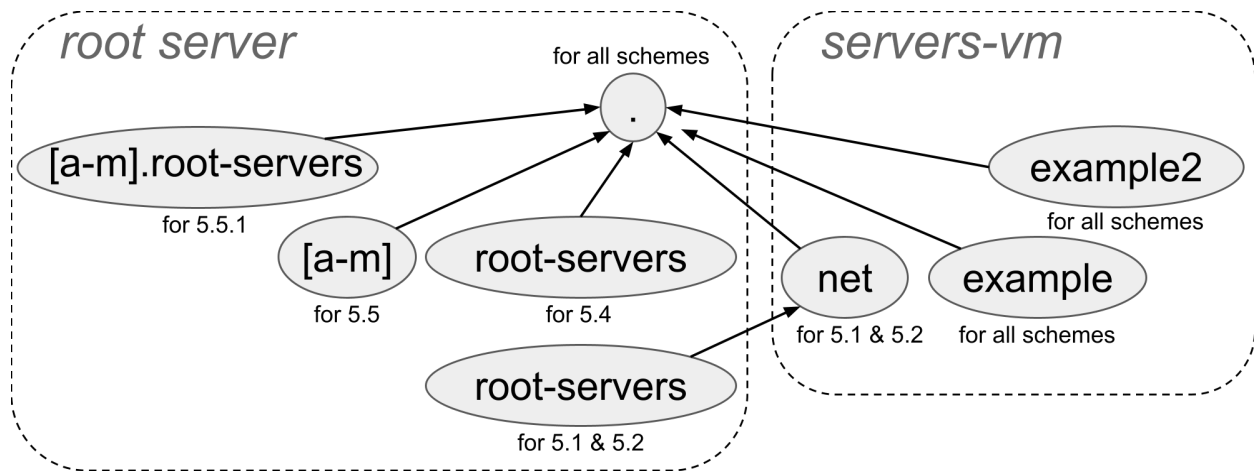 root server
servers-vm
for all schemes
.
[a-m].root-servers
for 5.5.1
example2
for all schemes
[a-m]
for 5.5
root-servers
for 5.4
net
for 5.1 & 5.2
example
for all schemes
root-servers
for 5.1 & 5.2